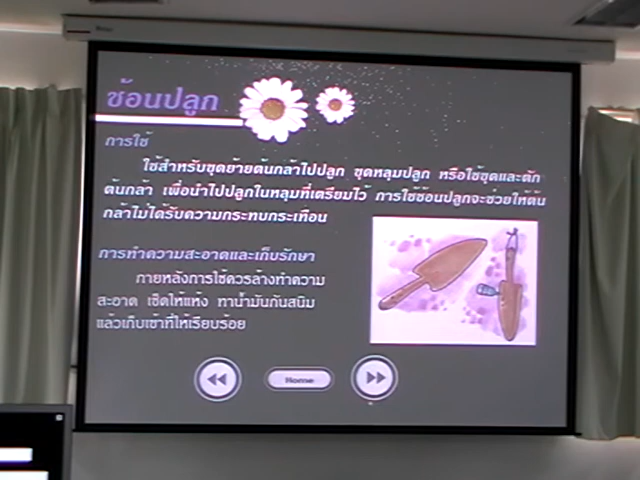 ช้อนปลูก
การใช้
ใช้สำหรับขุดย้ายต้นกล้าไปปลูก ขุดหลุมปลูก หรือใช้ขุดและตัก
ต้นกล้า เพื่อนำไปปลูกในหลุมที่เตรียมไว้ การใช้ช้อนปลูกจะช่วยให้ต้น
กล้าไม่ได้รับความกระทบกระเทือน
การทำความสะอาดและเก็บรักษา
ภายหลังการใช้ควรล้างทำความ
สะอาด เช็ดให้แห้ง ทาน้ำมันกันสนิม
แล้วเก็บเข้าที่ให้เรียบร้อย
Home